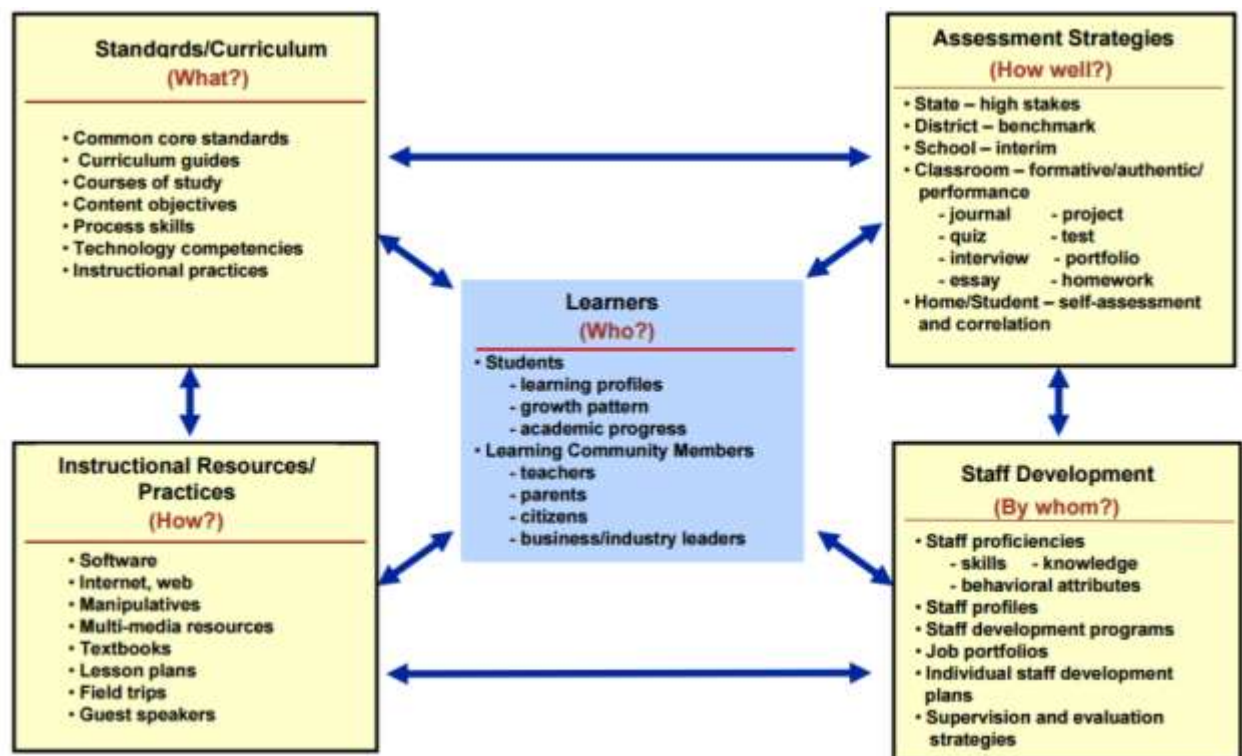 Standards/Curriculum
(What?)
• Common core standards
• Curriculum guides
• Courses of study
• Content objectives
• Process skills
• Technology competencies
• Instructional practices
Assessment Strategies
(How well?)
• State – high stakes
• District – benchmark
• School – interim
• Classroom – formative/authentic/
performance
- journal - project
- quiz - test
- interview - portfolio
- essay - homework
• Home/Student – self-assessment
and correlation
Learners
(Who?)
• Students
- learning profiles
- growth pattern
- academic progress
• Learning Community Members
- teachers
- parents
- citizens
- business/industry leaders
Instructional Resources/
Practices
(How?)
• Software
• Internet, web
• Manipulatives
• Multi-media resources
• Textbooks
• Lesson plans
• Field trips
• Guest speakers
Staff Development
(By whom?)
• Staff proficiencies
- skills - knowledge
- behavioral attributes
• Staff profiles
• Staff development programs
• Job portfolios
• Individual staff development
plans
• Supervision and evaluation
strategies